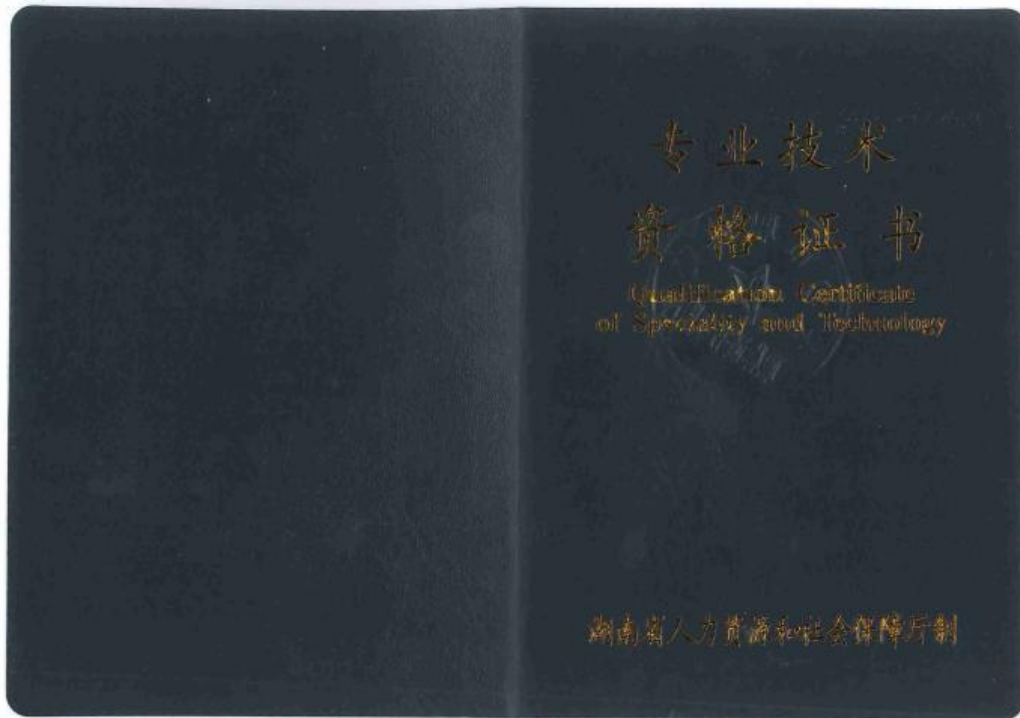 专业技术
资格证书
Qualification Certificate
of Speciality and Technology
湖南省人力资源和社会保障厅制